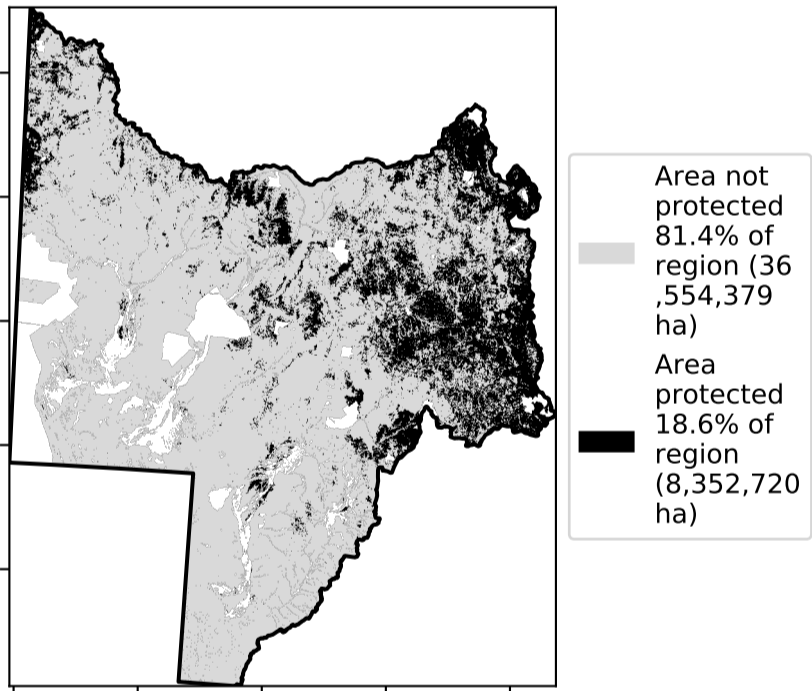 Area not
protected
81.4% of
region (36
,554,379
ha)
Area
protected
18.6% of
region
(8,352,720
ha)